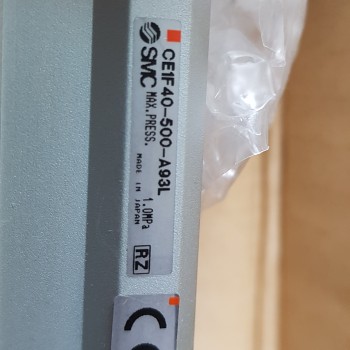 CE1F40-500-A93L
SMC MAX.PRESS. 1.0MPa
MADE IN JAPAN
RZ
CE